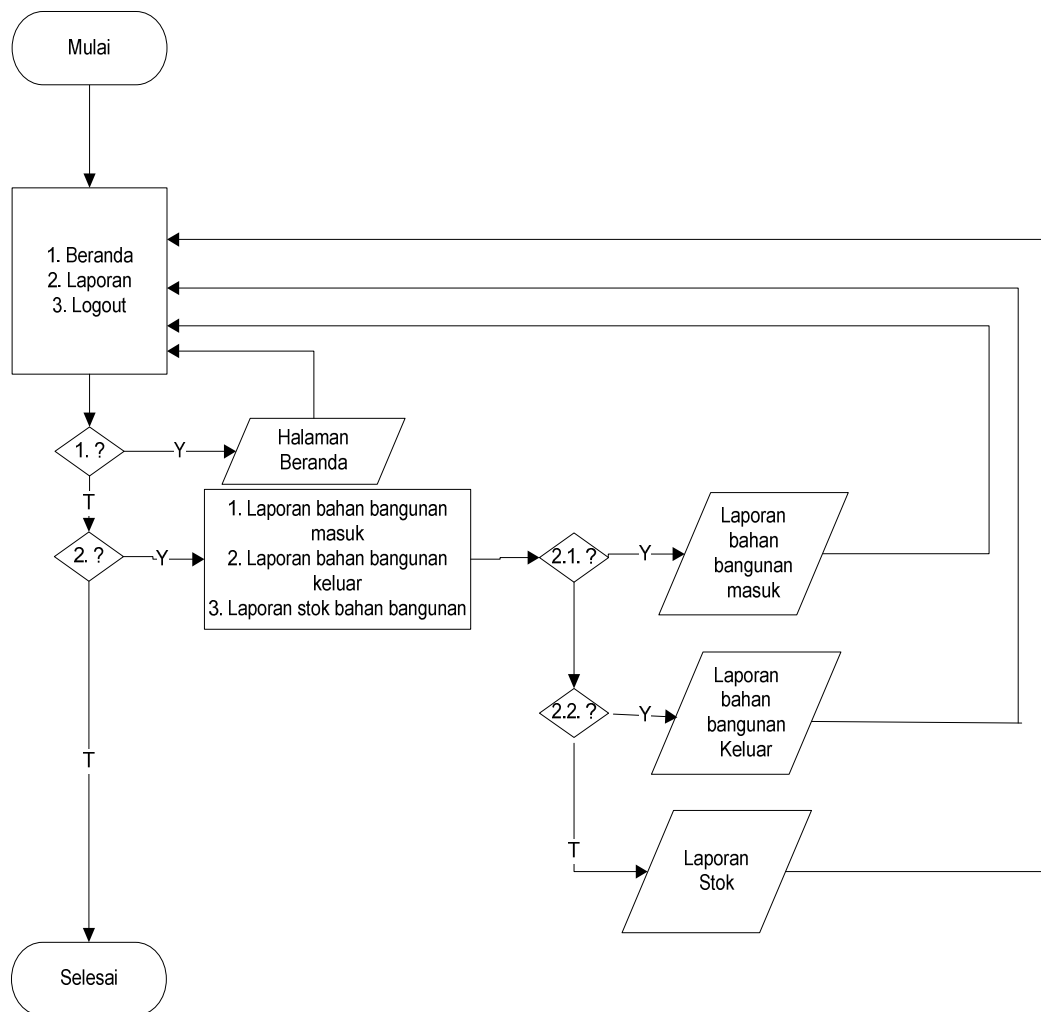 Mulai
1. Beranda
2. Laporan
3. Logout
1. ?
Y
Halaman
Beranda
T
2. ?
Y
1. Laporan bahan bangunan
masuk
2. Laporan bahan bangunan
keluar
3. Laporan stok bahan bangunan
2.1. ?
Y
Laporan
bahan
bangunan
masuk
2.2. ?
Y
Laporan
bahan
bangunan
Keluar
T
T
Laporan
Stok
Selesai